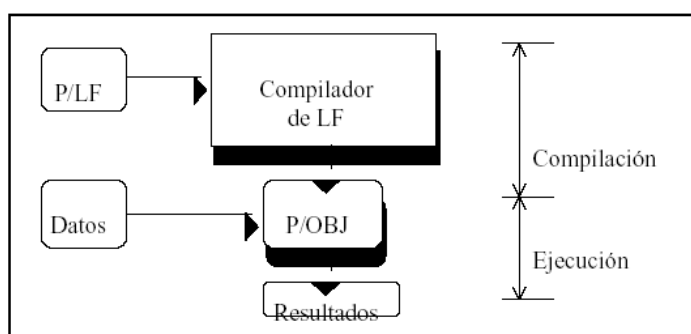 P/LF
Compilador
de LF
Compilación
Datos
P/OBJ
Ejecución
Resultados